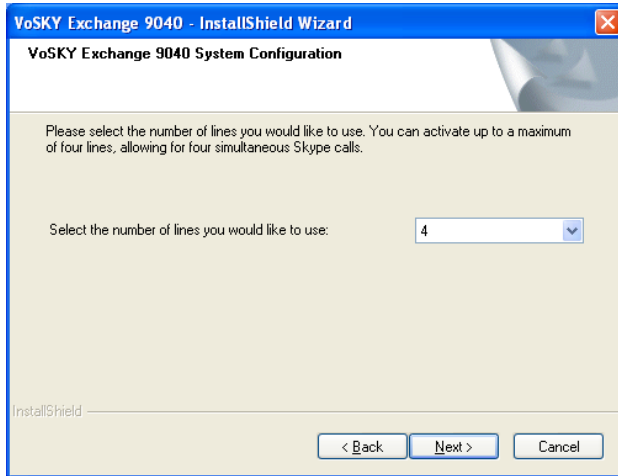 VoSKY Exchange 9040 - InstallShield Wizard
VoSKY Exchange 9040 System Configuration
Please select the number of lines you would like to use. You can activate up to a maximum
of four lines, allowing for four simultaneous Skype calls.
Select the number of lines you would like to use:
4
InstallShield
< Back
Next >
Cancel